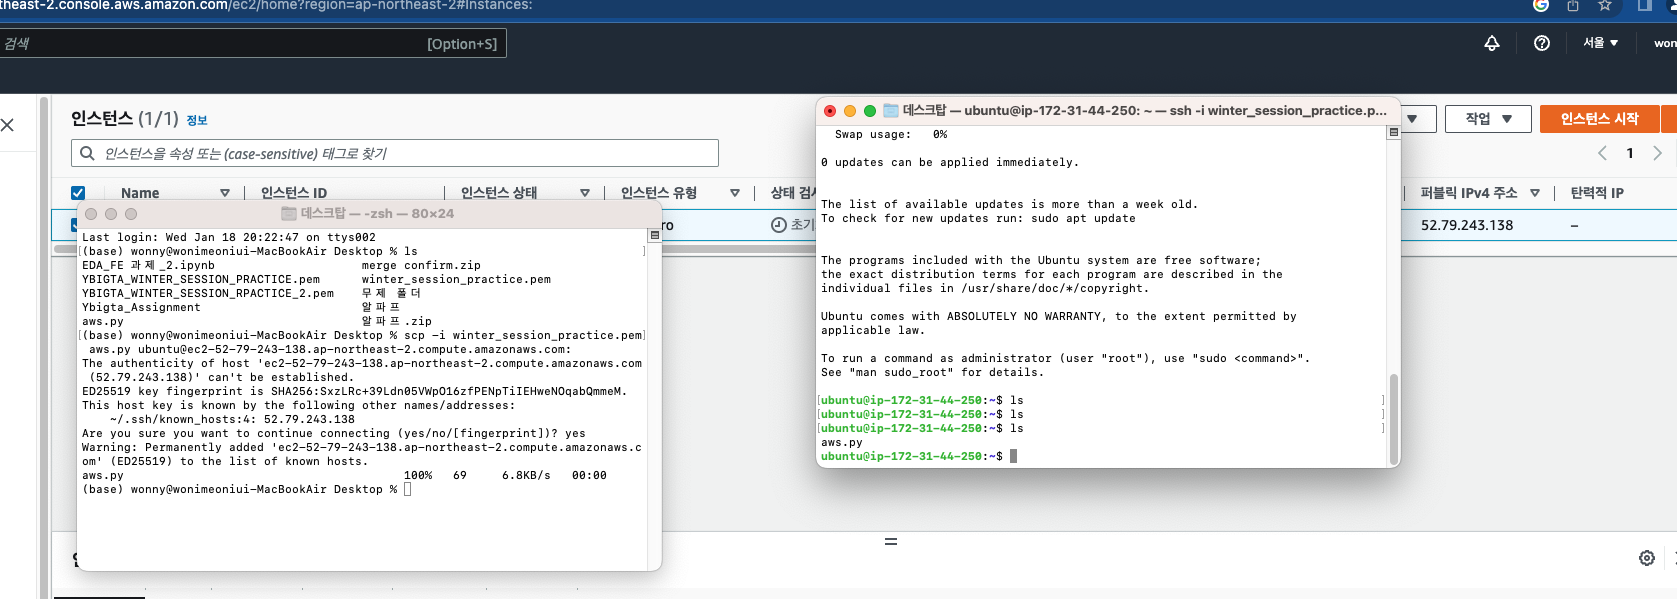 theast-2.console.aws.amazon.com/ec2/home?region=ap-northeast-2#Instances:
검색
[Option+S]
서울 ▼
won
인스턴스 (1/1) 정보
작업 ▼
인스턴스 시작
인스턴스을 속성 또는 (case-sensitive) 태그로 찾기
1
Name
인스턴스 ID
인스턴스 상태
인스턴스 유형
상태 검사
퍼블릭 IPv4 주소
탄력적 IP
ro
초기
52.79.243.138
–
데스크탑 — -zsh — 80×24
Last login: Wed Jan 18 20:22:47 on ttys002
[(base) wonny@wonimeoniui-MacBookAir Desktop % ls ]
EDA_FE 과제_2.ipynb merge confirm.zip
YBIGTA_WINTER_SESSION_PRACTICE.pem winter_session_practice.pem
YBIGTA_WINTER_SESSION_RPACTICE_2.pem 무제 폴더
Ybigta_Assignment 알파프
aws.py 알파프.zip
[(base) wonny@wonimeoniui-MacBookAir Desktop % scp -i winter_session_practice.pem]
aws.py ubuntu@ec2-52-79-243-138.ap-northeast-2.compute.amazonaws.com:
The authenticity of host 'ec2-52-79-243-138.ap-northeast-2.compute.amazonaws.com
(52.79.243.138)' can't be established.
ED25519 key fingerprint is SHA256:SxzLRc+39Ldn05VWpO16zfPENpTiIEHweNOqabQmmeM.
This host key is known by the following other names/addresses:
~/.ssh/known_hosts:4: 52.79.243.138
Are you sure you want to continue connecting (yes/no/[fingerprint])? yes
Warning: Permanently added 'ec2-52-79-243-138.ap-northeast-2.compute.amazonaws.c
om' (ED25519) to the list of known hosts.
aws.py 100% 69 6.8KB/s 00:00
(base) wonny@wonimeoniui-MacBookAir Desktop %
데스크탑 — ubuntu@ip-172-31-44-250: ~ — ssh -i winter_session_practice.p...
Swap usage: 0%
0 updates can be applied immediately.
The list of available updates is more than a week old.
To check for new updates run: sudo apt update
The programs included with the Ubuntu system are free software;
the exact distribution terms for each program are described in the
individual files in /usr/share/doc/*/copyright.
Ubuntu comes with ABSOLUTELY NO WARRANTY, to the extent permitted by
applicable law.
To run a command as administrator (user "root"), use "sudo <command>".
See "man sudo_root" for details.
[ubuntu@ip-172-31-44-250:~$ ls ]
[ubuntu@ip-172-31-44-250:~$ ls ]
[ubuntu@ip-172-31-44-250:~$ ls ]
aws.py
ubuntu@ip-172-31-44-250:~$